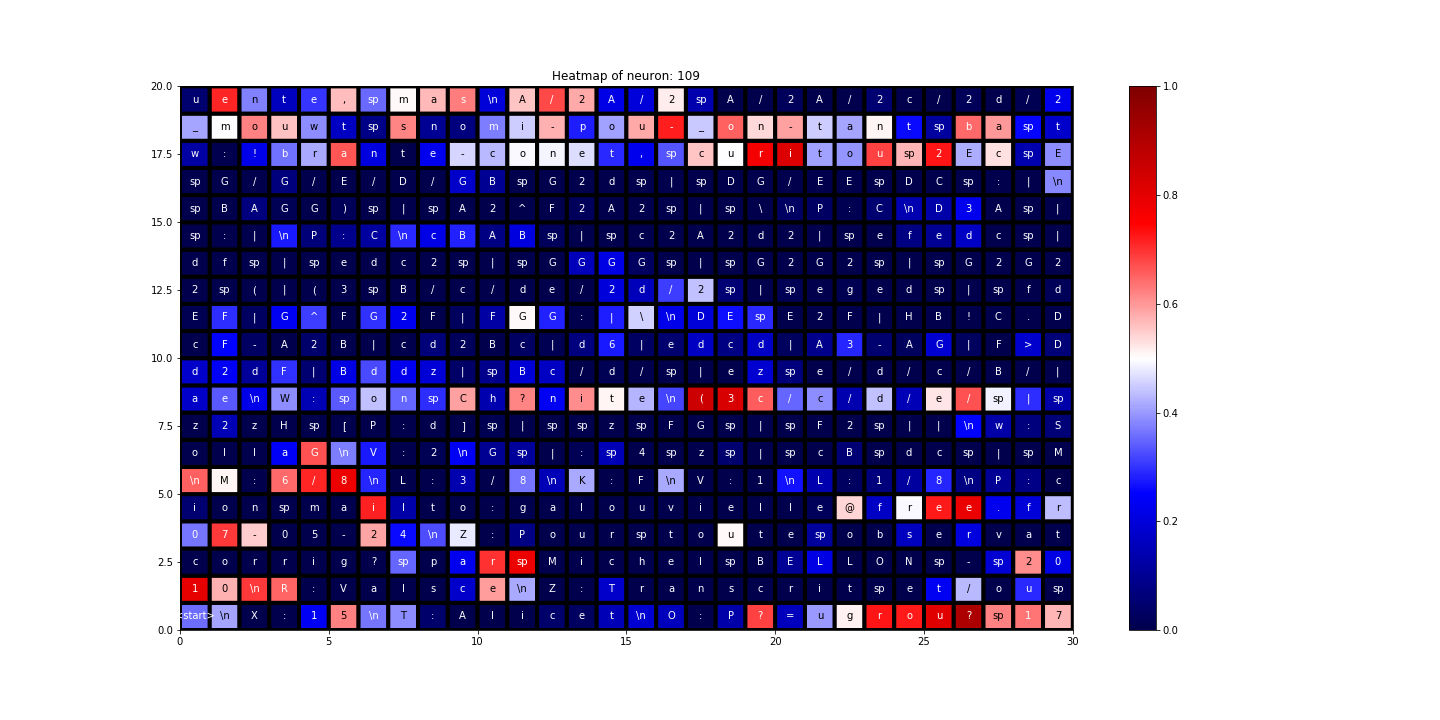 Heatmap of neuron: 109
20.0
u e n t e , sp m a s \n A / 2 A / 2 sp A / 2 A / 2 c / 2 d / 2
_ m o u w t sp s n o m i - p o u - _ o n - t a n t sp b a sp t
17.5
w : ! b r a n t e - c o n e t , sp c u r i t o u sp 2 E c sp E
sp G / G / E / D / G B sp G 2 d sp | sp D G / E E sp D C sp : | \n
15.0
sp B A G G ) sp | sp A 2 ^ F 2 A 2 sp | sp \ \n P : C \n D 3 A sp |
sp : | \n P : C \n c B A B sp | sp c 2 A 2 d 2 | sp e f e d c sp |
d f sp | sp e d c 2 sp | sp G G G G sp | sp G 2 G 2 sp | sp G 2 G 2
12.5
2 sp ( | ( 3 sp B / c / d e / 2 d / 2 sp | sp e g e d sp | sp f d
E F | G ^ F G 2 F | F G G : | \ \n D E sp E 2 F | H B ! C . D
10.0
c F - A 2 B | c d 2 B c | d 6 | e d c d | A 3 - A G | F > D
d 2 d F | B d d z | sp B c / d / sp | e z sp e / d / c / B / |
a e \n W : sp o n sp C h ? n i t e \n ( 3 c / c / d / e / sp | sp
7.5
z 2 z H sp [ P : d ] sp | sp sp z sp F G sp | sp F 2 sp | | \n w : S
o l l a G \n V : 2 \n G sp | : sp 4 sp z sp | sp c B sp d c sp | sp M
5.0
\n M : 6 / 8 \n L : 3 / 8 \n K : F \n V : 1 \n L : 1 / 8 \n P : c
i o n sp m a i l t o : g a l o u v i e l l e @ f r e e . f r
0 7 - 0 5 - 2 4 \n Z : P o u r sp t o u t e sp o b s e r v a t
2.5
c o r r i g ? sp p a r sp M i c h e l sp B E L L O N sp - sp 2 0
1 0 \n R : V a l s c e \n Z : T r a n s c r i t sp e t / o u sp
<start> \n X : 1 5 \n T : A l i c e t \n O : P ? = u g r o u ? sp 1 7
0.0
0 5 10 15 20 25 30
1.0
0.8
0.6
0.4
0.2
0.0